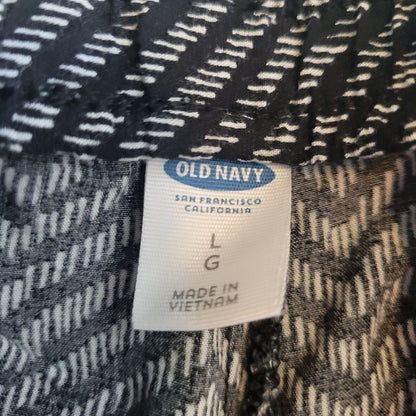 OLD NAVY
SAN FRANCISCO
CALIFORNIA
L
G
MADE IN
VIETNAM